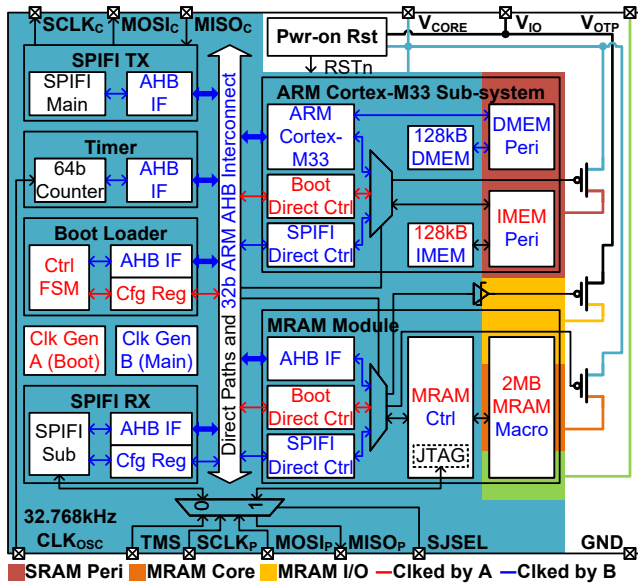 SCLKC MOSIC MISOC VCORE VIO VOTP
Pwr-on Rst
RSTn
SPIFI TX
SPIFI Main
AHB IF
Timer
64b Counter
AHB IF
Boot Loader
Ctrl FSM
AHB IF
Cfg Reg
Clk Gen A (Boot)
Clk Gen B (Main)
SPIFI RX
SPIFI Sub
AHB IF
Cfg Reg
Direct Paths and 32b ARM AHB Interconnect
ARM Cortex-M33 Sub-system
ARM Cortex-M33
Boot Direct Ctrl
SPIFI Direct Ctrl
128kB DMEM
DMEM Peri
128kB IMEM
IMEM Peri
MRAM Module
AHB IF
Boot Direct Ctrl
SPIFI Direct Ctrl
MRAM Ctrl
JTAG
2MB MRAM Macro
0 1
32.768kHz
CLKOSC TMS SCLKP MOSIP MISOP SJSEL GND
SRAM Peri MRAM Core MRAM I/O Clked by A Clked by B